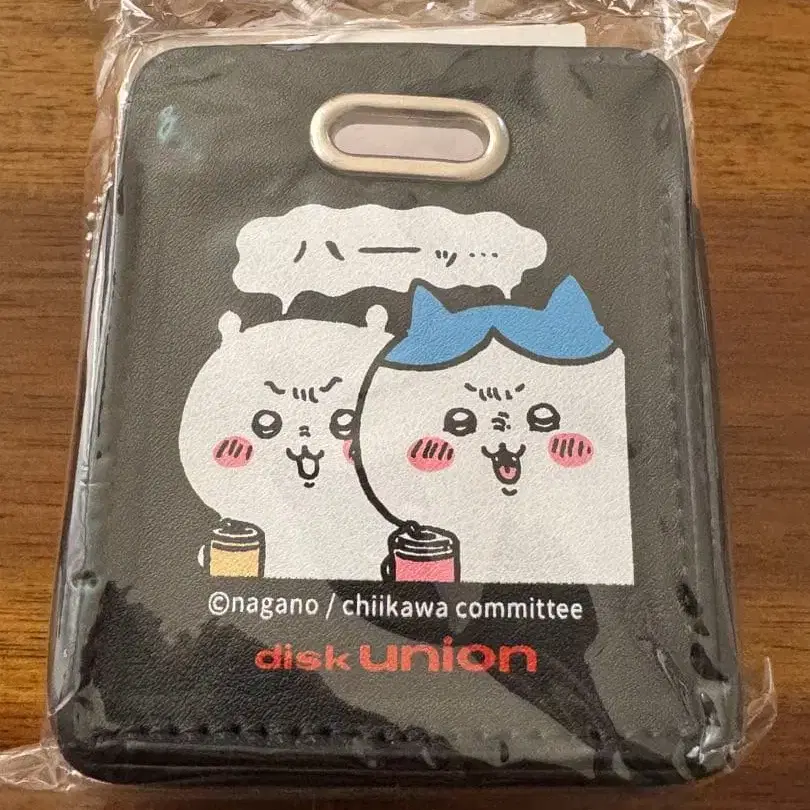 ハーッ…
©nagano / chiikawa committee
disk union